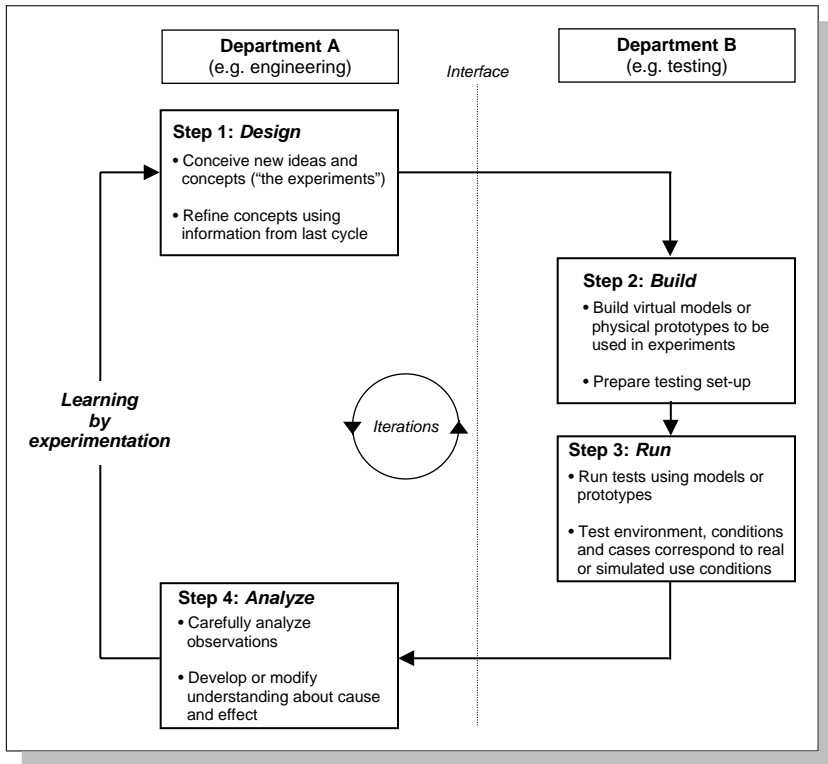 Department A
(e.g. engineering)
Interface
Department B
(e.g. testing)
Step 1: Design
• Conceive new ideas and
concepts (“the experiments”)
• Refine concepts using
information from last cycle
Step 2: Build
• Build virtual models or
physical prototypes to be
used in experiments
• Prepare testing set-up
Learning
by
experimentation
Iterations
Step 3: Run
• Run tests using models or
prototypes
• Test environment, conditions
and cases correspond to real
or simulated use conditions
Step 4: Analyze
• Carefully analyze
observations
• Develop or modify
understanding about cause
and effect